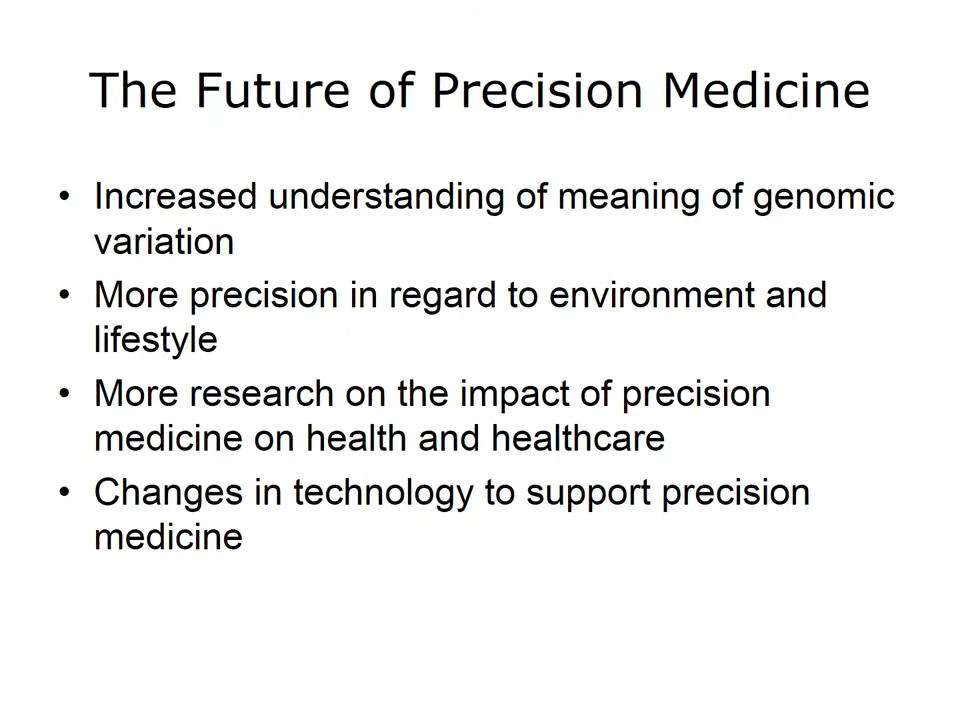 The Future of Precision Medicine
• Increased understanding of meaning of genomic
variation
• More precision in regard to environment and
lifestyle
• More research on the impact of precision
medicine on health and healthcare
• Changes in technology to support precision
medicine